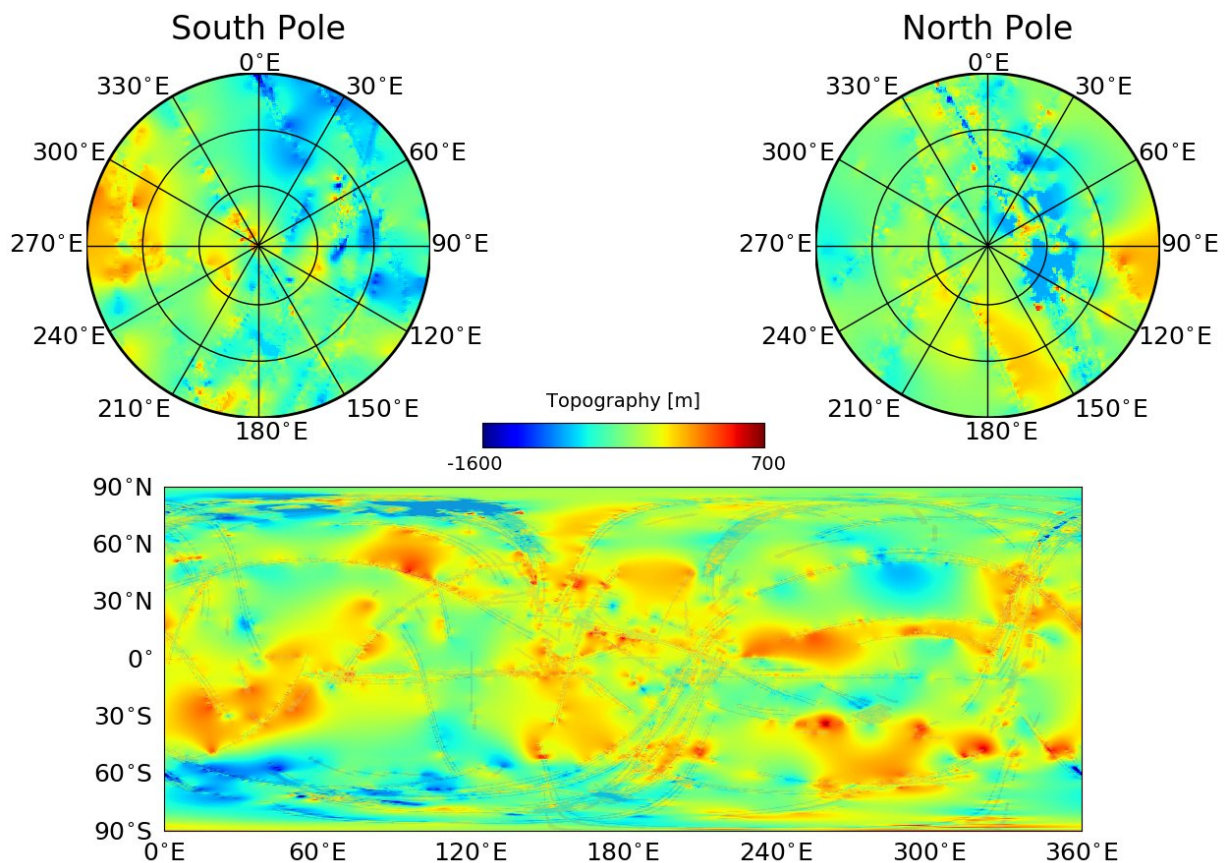 South Pole
0°E
30°E
60°E
90°E
120°E
150°E
180°E
210°E
240°E
270°E
300°E
330°E
North Pole
0°E
30°E
60°E
90°E
120°E
150°E
180°E
210°E
240°E
270°E
300°E
330°E
Topography [m]
-1600 700
90°N
60°N
30°N
0°
30°S
60°S
90°S
0°E 60°E 120°E 180°E 240°E 300°E 360°E